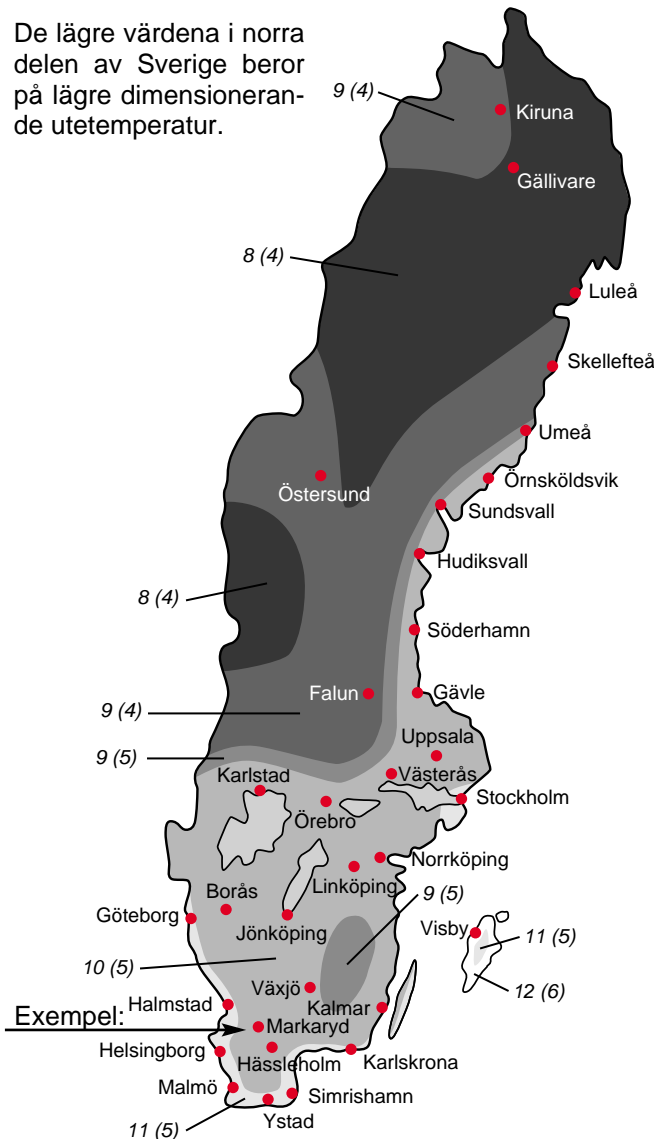 De lägre värdena i norra
delen av Sverige beror
på lägre dimensioneran-
de utetemperatur.
9 (4)
Kiruna
Gällivare
8 (4)
Luleå
Skellefteå
Umeå
Östersund
Örnsköldsvik
Sundsvall
Hudiksvall
8 (4)
Söderhamn
Falun
Gävle
9 (4)
Uppsala
9 (5)
Karlstad
Västerås
Stockholm
Örebro
Norrköping
Linköping
Borås
9 (5)
Göteborg
Jönköping
Visby
11 (5)
10 (5)
Växjö
12 (6)
Halmstad
Kalmar
Exempel:
Markaryd
Helsingborg
Hässleholm
Karlskrona
Malmö
Simrishamn
Ystad
11 (5)